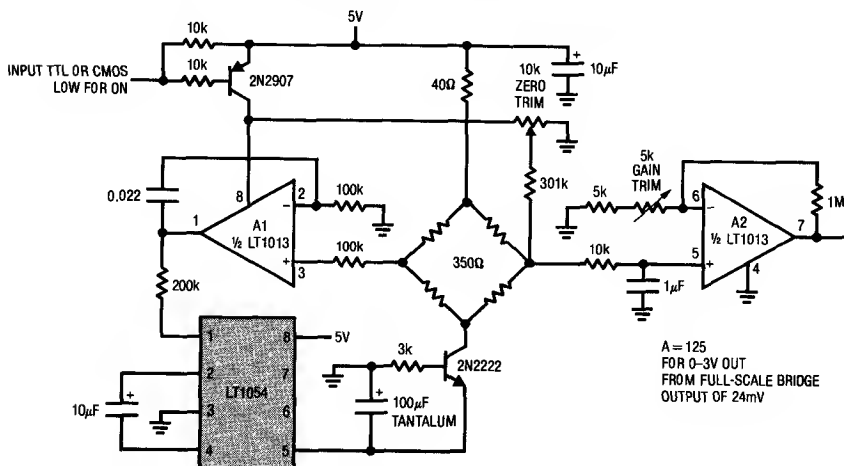 5V
10k
10k
INPUT TTL OR CMOS
LOW FOR ON
2N2907
40Ω
10k
ZERO
TRIM
+
10μF
0.022
8
2
−
100k
1
A1
½ LT1013
+
3
100k
301k
5k
5k
GAIN
TRIM
6
−
A2
½ LT1013
7
1M
5
+
4
350Ω
10k
1μF
200k
1
8
5V
2
7
LT1054
3
6
4
5
10μF
+
3k
2N2222
+
100μF
TANTALUM
A = 125
FOR 0–3V OUT
FROM FULL-SCALE BRIDGE
OUTPUT OF 24mV